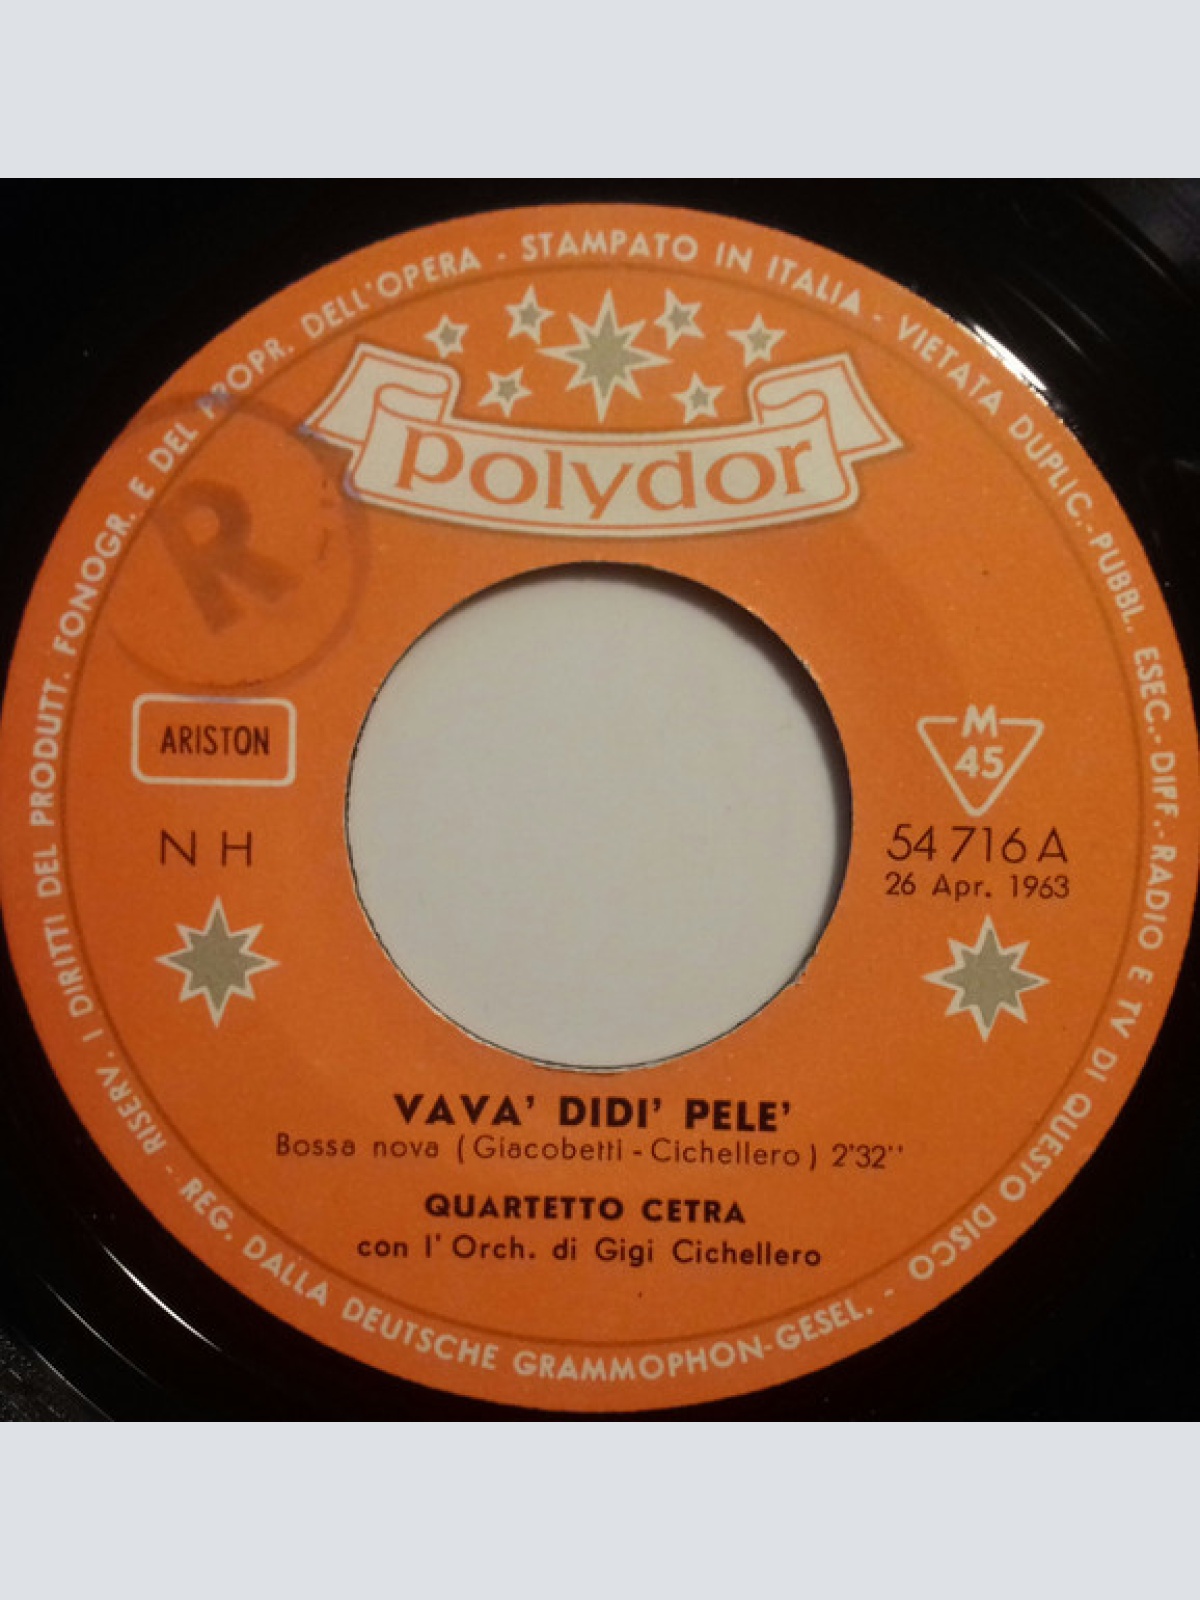 RISERV. I DIRITTI DEL PRODUTT. FONOGR. E DEL PROPR. DELL'OPERA - STAMPATO IN ITALIA - VIETATA DUPLIC.-PUBBL. ESEC.-DIFF.-RADIO E TV DI QUESTO DISCO - REG. DALLA DEUTSCHE GRAMMOPHON-GESEL. -
polydor
R
ARISTON
N H
M
45
54 716 A
26 Apr. 1963
VAVA' DIDI' PELE'
Bossa nova (Giacobetti - Cichellero) 2'32''
QUARTETTO CETRA
con l' Orch. di Gigi Cichellero